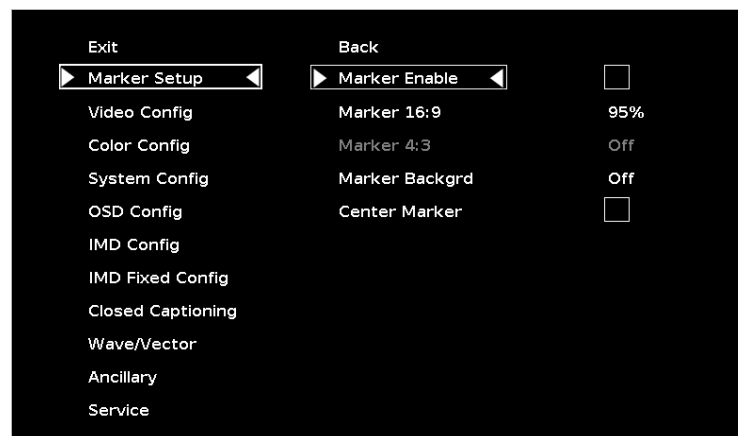 Exit
Back
Marker Setup
Marker Enable
Video Config
Marker 16:9
95%
Color Config
Marker 4:3
Off
System Config
Marker Backgrd
Off
OSD Config
Center Marker
IMD Config
IMD Fixed Config
Closed Captioning
Wave/Vector
Ancillary
Service